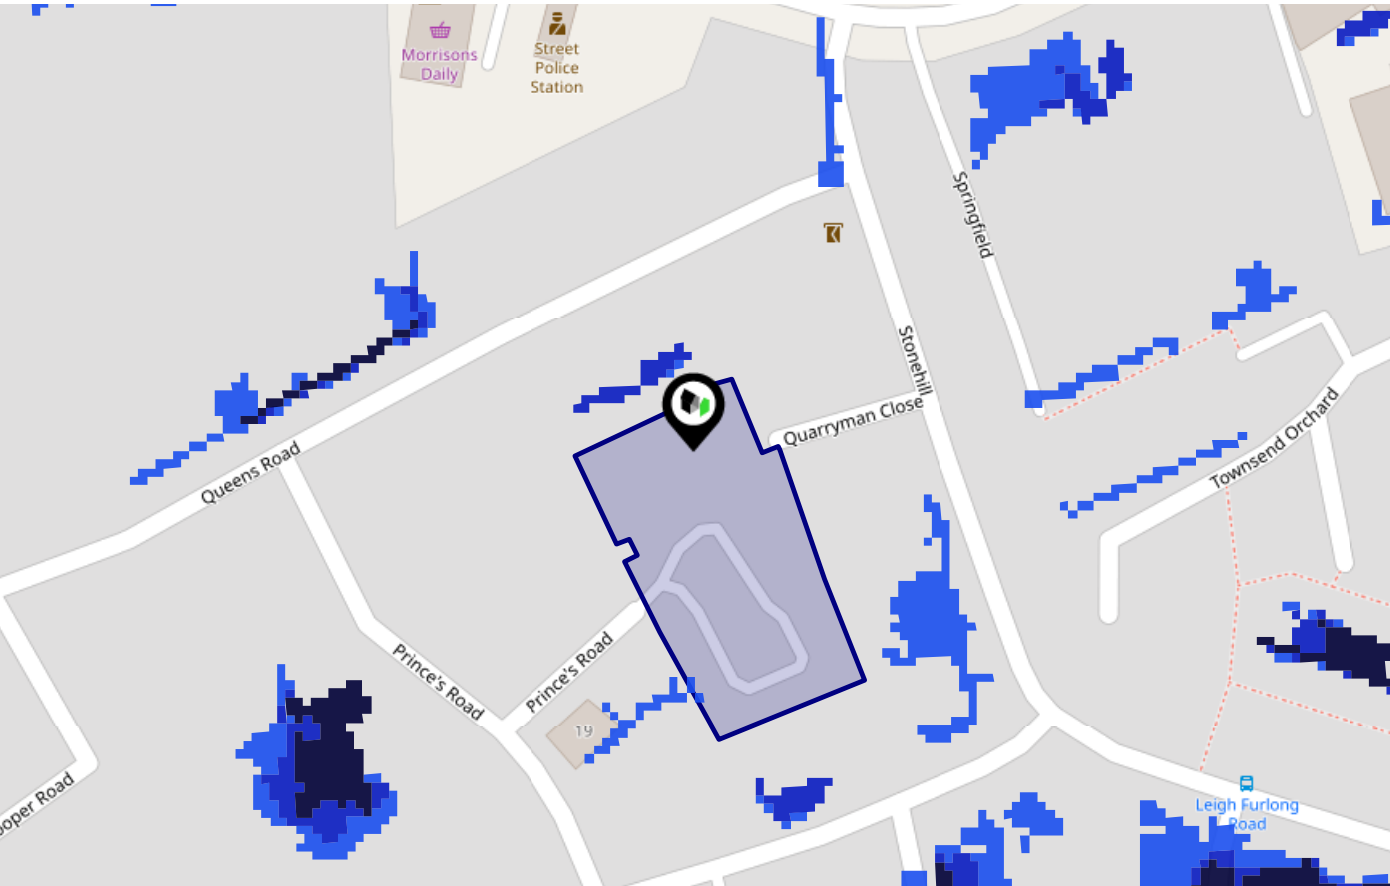 Morrisons
Daily
Street
Police
Station
Springfield
Stonehill
Quarryman Close
Queens Road
Townsend Orchard
Prince's Road
Prince's Road
19
ooper Road
Leigh Furlong
Road